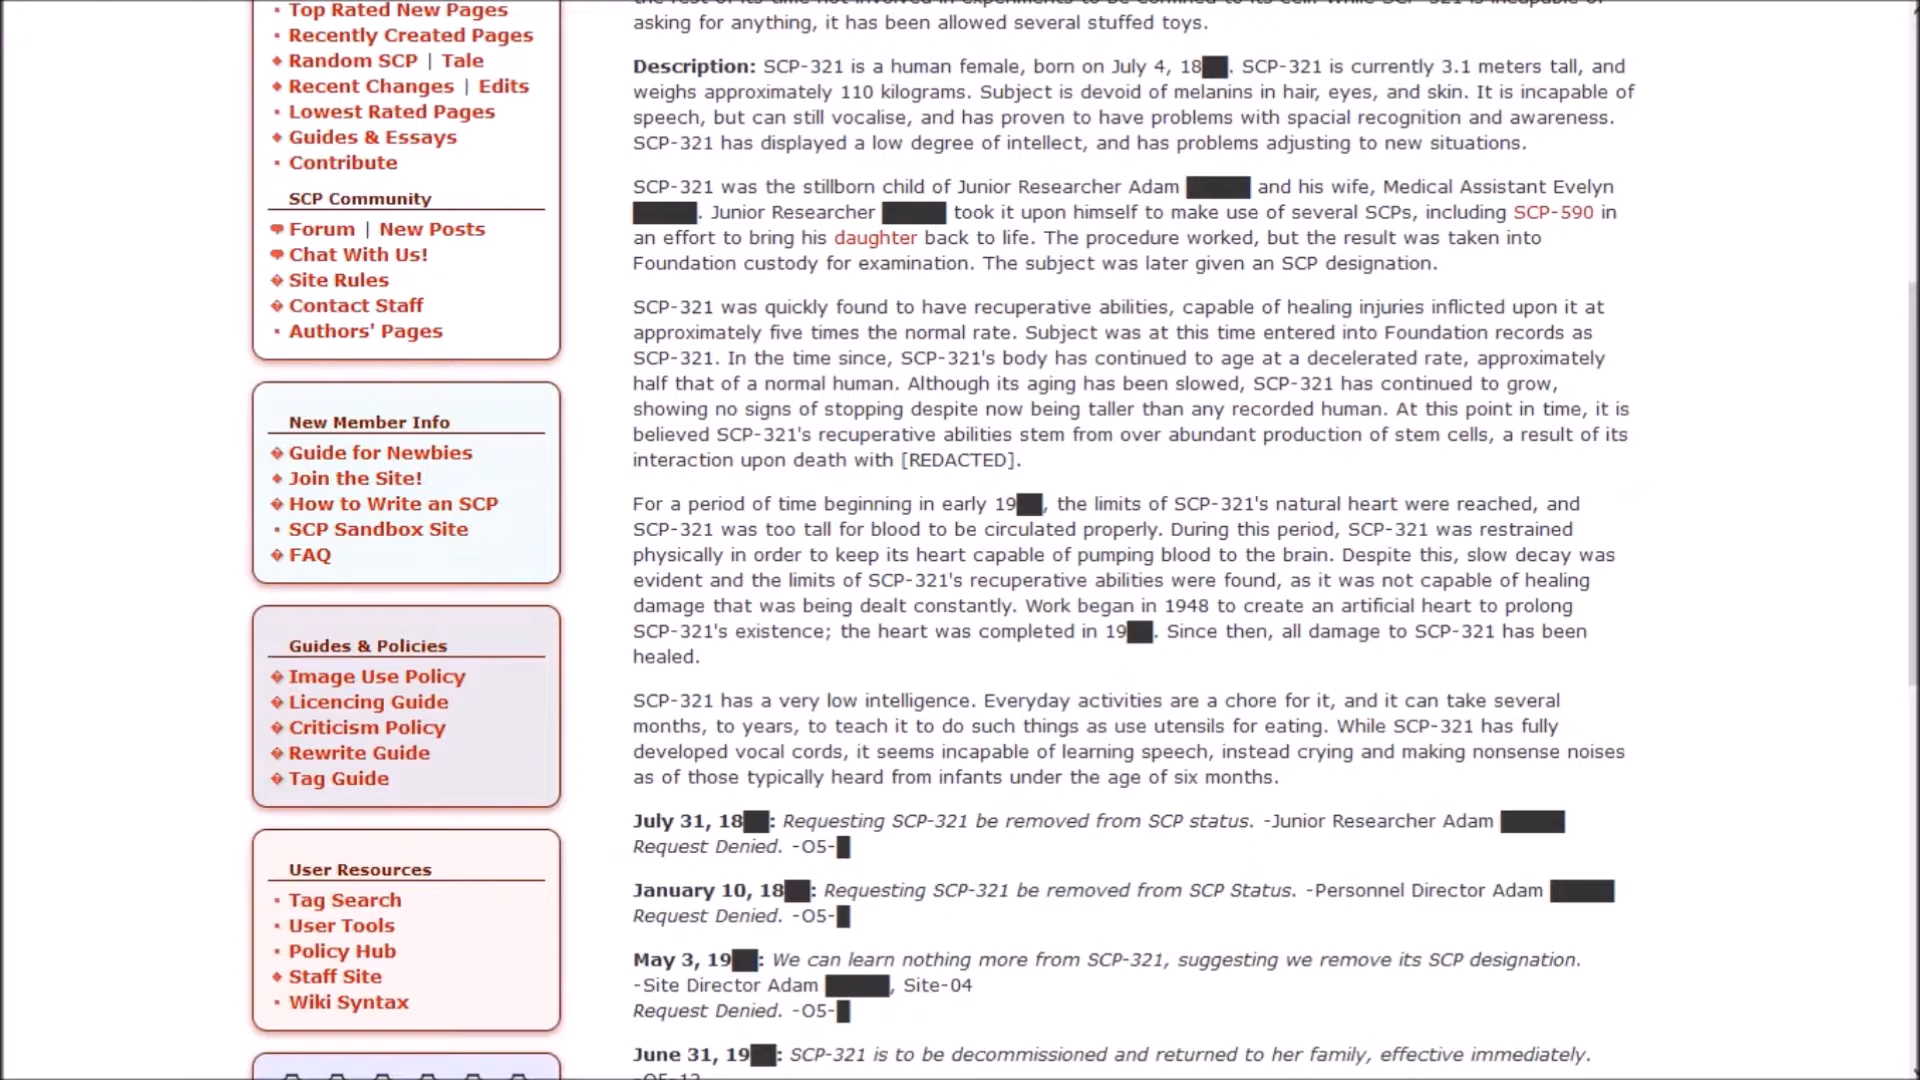 Top Rated New Pages
Recently Created Pages
Random SCP | Tale
Recent Changes | Edits
Lowest Rated Pages
Guides & Essays
Contribute
SCP Community
Forum | New Posts
Chat With Us!
Site Rules
Contact Staff
Authors' Pages
New Member Info
Guide for Newbies
Join the Site!
How to Write an SCP
SCP Sandbox Site
FAQ
Guides & Policies
Image Use Policy
Licencing Guide
Criticism Policy
Rewrite Guide
Tag Guide
User Resources
Tag Search
User Tools
Policy Hub
Staff Site
Wiki Syntax
asking for anything, it has been allowed several stuffed toys.
Description: SCP-321 is a human female, born on July 4, 18██. SCP-321 is currently 3.1 meters tall, and
weighs approximately 110 kilograms. Subject is devoid of melanins in hair, eyes, and skin. It is incapable of
speech, but can still vocalise, and has proven to have problems with spacial recognition and awareness.
SCP-321 has displayed a low degree of intellect, and has problems adjusting to new situations.
SCP-321 was the stillborn child of Junior Researcher Adam █████ and his wife, Medical Assistant Evelyn
█████. Junior Researcher █████ took it upon himself to make use of several SCPs, including SCP-590 in
an effort to bring his daughter back to life. The procedure worked, but the result was taken into
Foundation custody for examination. The subject was later given an SCP designation.
SCP-321 was quickly found to have recuperative abilities, capable of healing injuries inflicted upon it at
approximately five times the normal rate. Subject was at this time entered into Foundation records as
SCP-321. In the time since, SCP-321's body has continued to age at a decelerated rate, approximately
half that of a normal human. Although its aging has been slowed, SCP-321 has continued to grow,
showing no signs of stopping despite now being taller than any recorded human. At this point in time, it is
believed SCP-321's recuperative abilities stem from over abundant production of stem cells, a result of its
interaction upon death with [REDACTED].
For a period of time beginning in early 19██, the limits of SCP-321's natural heart were reached, and
SCP-321 was too tall for blood to be circulated properly. During this period, SCP-321 was restrained
physically in order to keep its heart capable of pumping blood to the brain. Despite this, slow decay was
evident and the limits of SCP-321's recuperative abilities were found, as it was not capable of healing
damage that was being dealt constantly. Work began in 1948 to create an artificial heart to prolong
SCP-321's existence; the heart was completed in 19██. Since then, all damage to SCP-321 has been
healed.
SCP-321 has a very low intelligence. Everyday activities are a chore for it, and it can take several
months, to years, to teach it to do such things as use utensils for eating. While SCP-321 has fully
developed vocal cords, it seems incapable of learning speech, instead crying and making nonsense noises
as of those typically heard from infants under the age of six months.
July 31, 18██: Requesting SCP-321 be removed from SCP status. -Junior Researcher Adam █████
Request Denied. -O5-█
January 10, 18██: Requesting SCP-321 be removed from SCP Status. -Personnel Director Adam █████
Request Denied. -O5-█
May 3, 19██: We can learn nothing more from SCP-321, suggesting we remove its SCP designation.
-Site Director Adam █████, Site-04
Request Denied. -O5-█
June 31, 19██: SCP-321 is to be decommissioned and returned to her family, effective immediately.